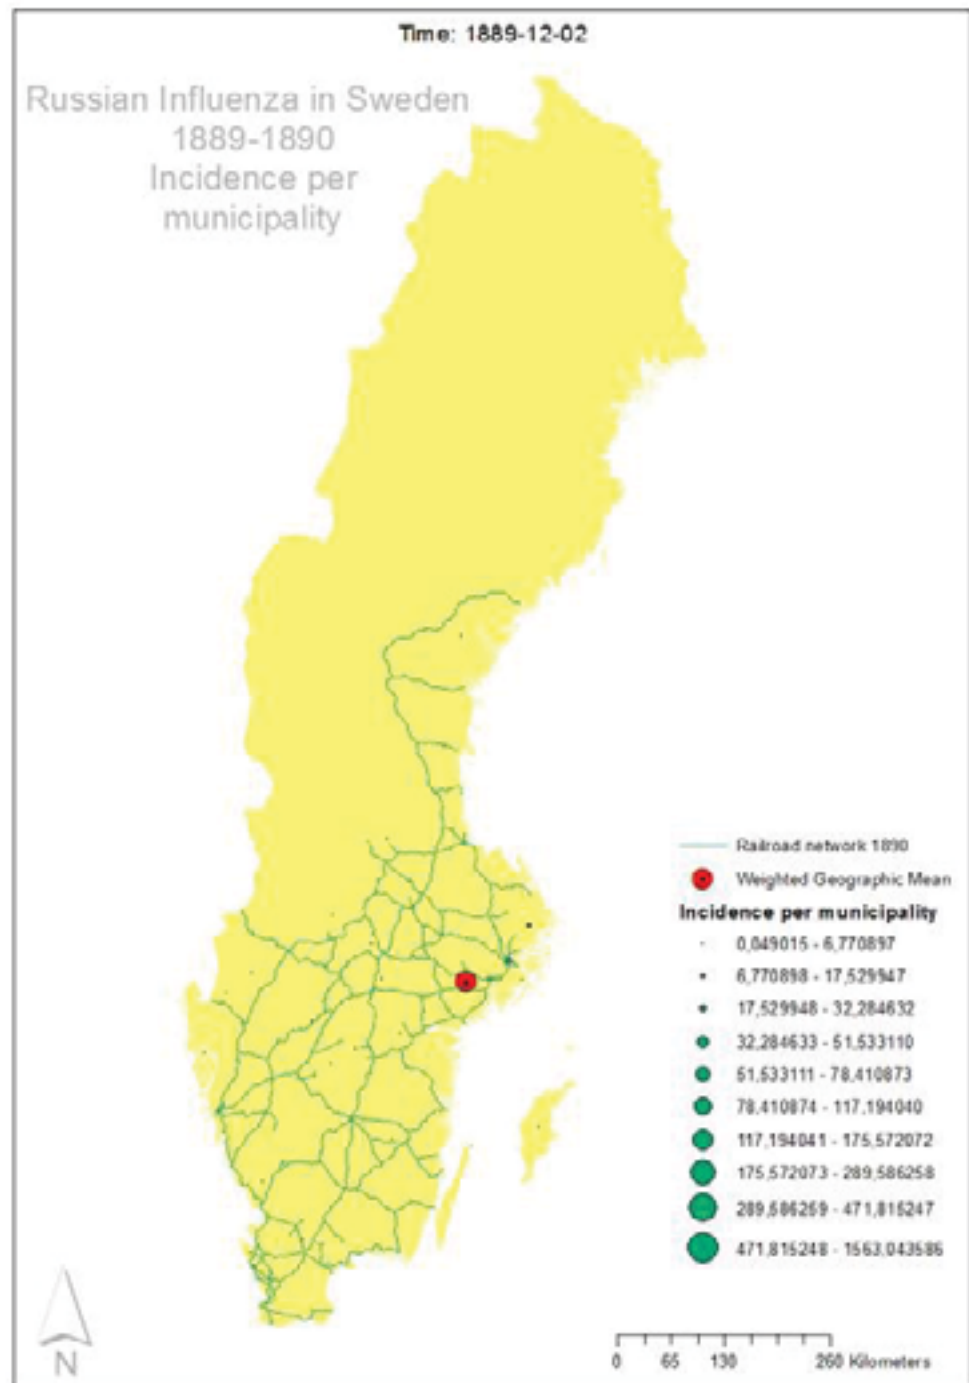 Time: 1889-12-02
Russian Influenza in Sweden
1889-1890
Incidence per
municipality
Railroad network 1890
Weighted Geographic Mean
Incidence per municipality
0,049015 - 6,770897
6,770898 - 17,529947
17,529948 - 32,284632
32,284633 - 51,533110
51,533111 - 78,410873
78,410874 - 117,194040
117,194041 - 175,572072
175,572073 - 289,586258
289,586259 - 471,815247
471,815248 - 1563,043586
N
0 65 130 260 Kilometers